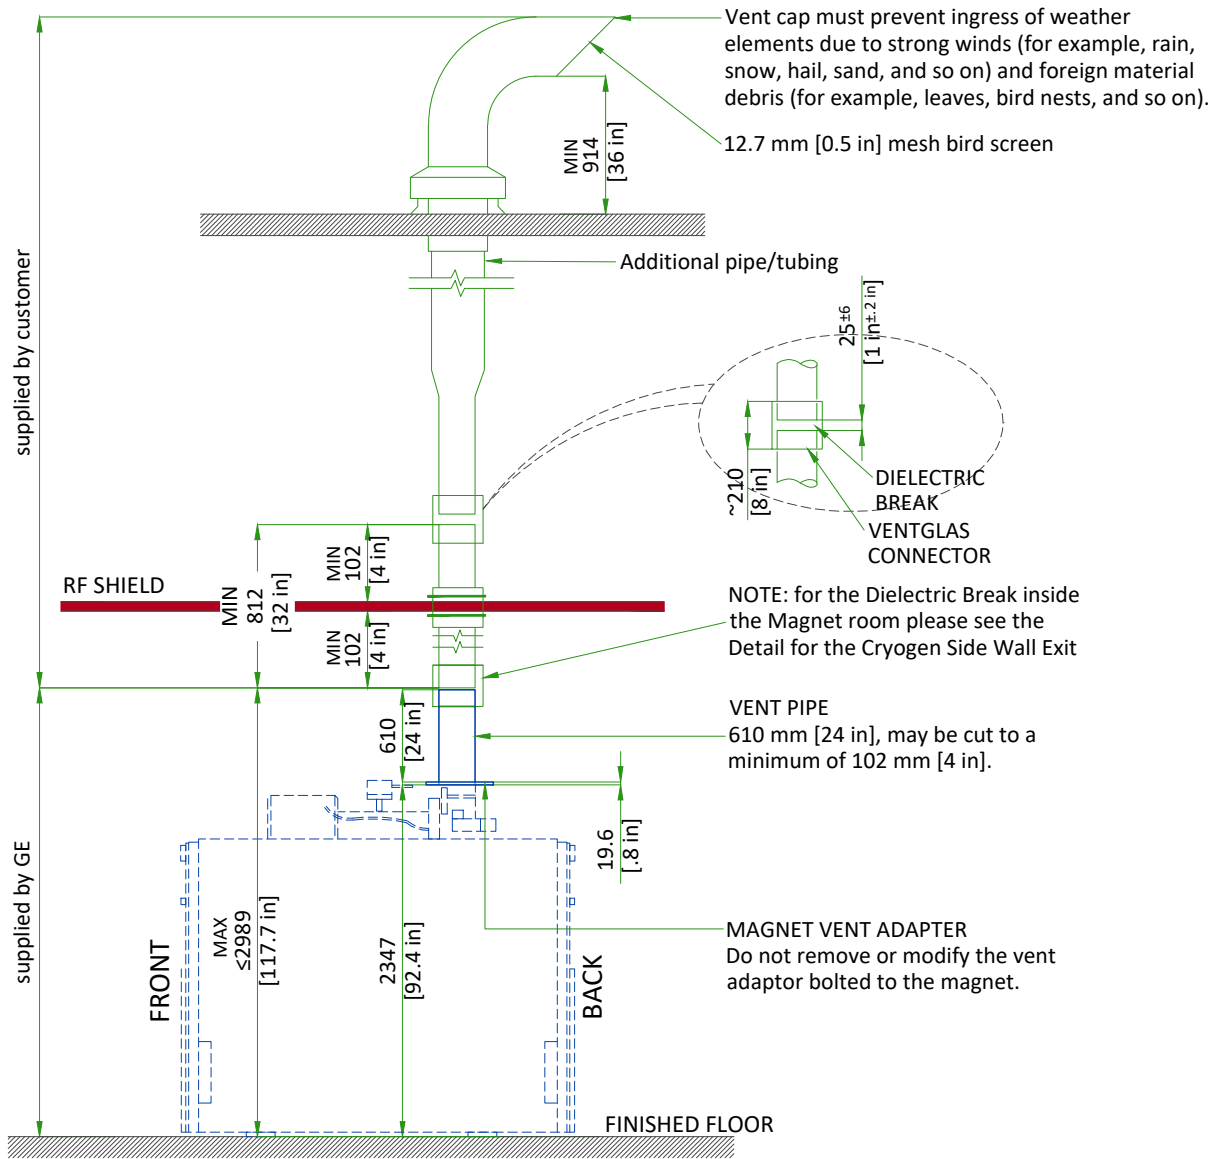 Vent cap must prevent ingress of weather
elements due to strong winds (for example, rain,
snow, hail, sand, and so on) and foreign material
debris (for example, leaves, bird nests, and so on).
12.7 mm [0.5 in] mesh bird screen
MIN
914
[36 in]
supplied by customer
Additional pipe/tubing
25±6
[1 in±.2 in]
~210
[8 in]
DIELECTRIC
BREAK
VENTGLAS
CONNECTOR
RF SHIELD
MIN
812
[32 in]
MIN
102
[4 in]
MIN
102
[4 in]
NOTE: for the Dielectric Break inside
the Magnet room please see the
Detail for the Cryogen Side Wall Exit
610
[24 in]
VENT PIPE
610 mm [24 in], may be cut to a
minimum of 102 mm [4 in].
19.6
[.8 in]
supplied by GE
FRONT
MAX
≤2989
[117.7 in]
2347
[92.4 in]
BACK
MAGNET VENT ADAPTER
Do not remove or modify the vent
adaptor bolted to the magnet.
FINISHED FLOOR